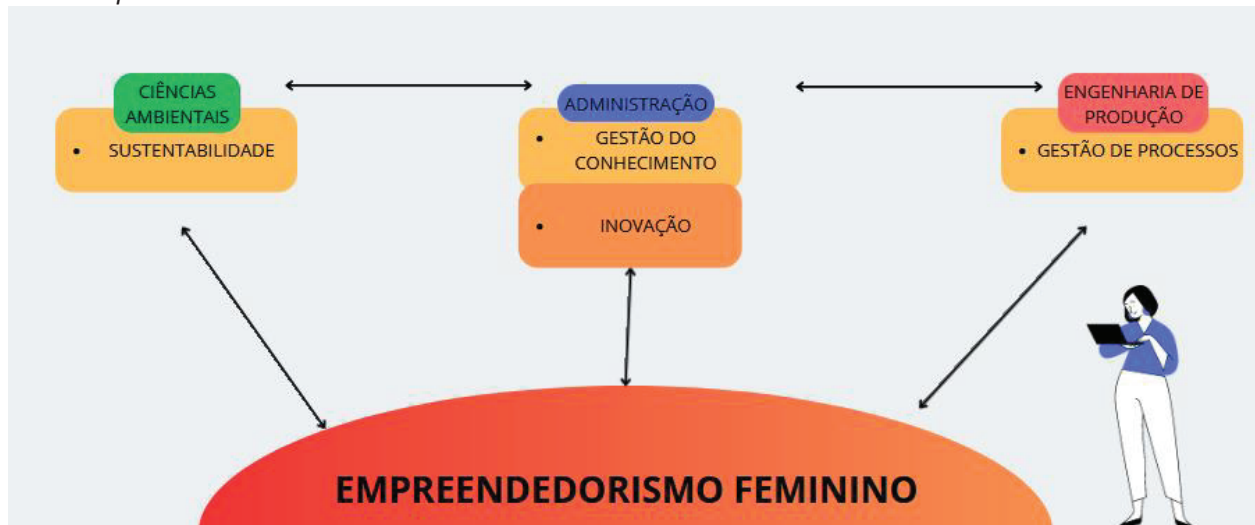 CIÊNCIAS
AMBIENTAIS
• SUSTENTABILIDADE
ADMINISTRAÇÃO
• GESTÃO DO
CONHECIMENTO
• INOVAÇÃO
ENGENHARIA DE
PRODUÇÃO
• GESTÃO DE PROCESSOS
EMPREENDEDORISMO FEMININO